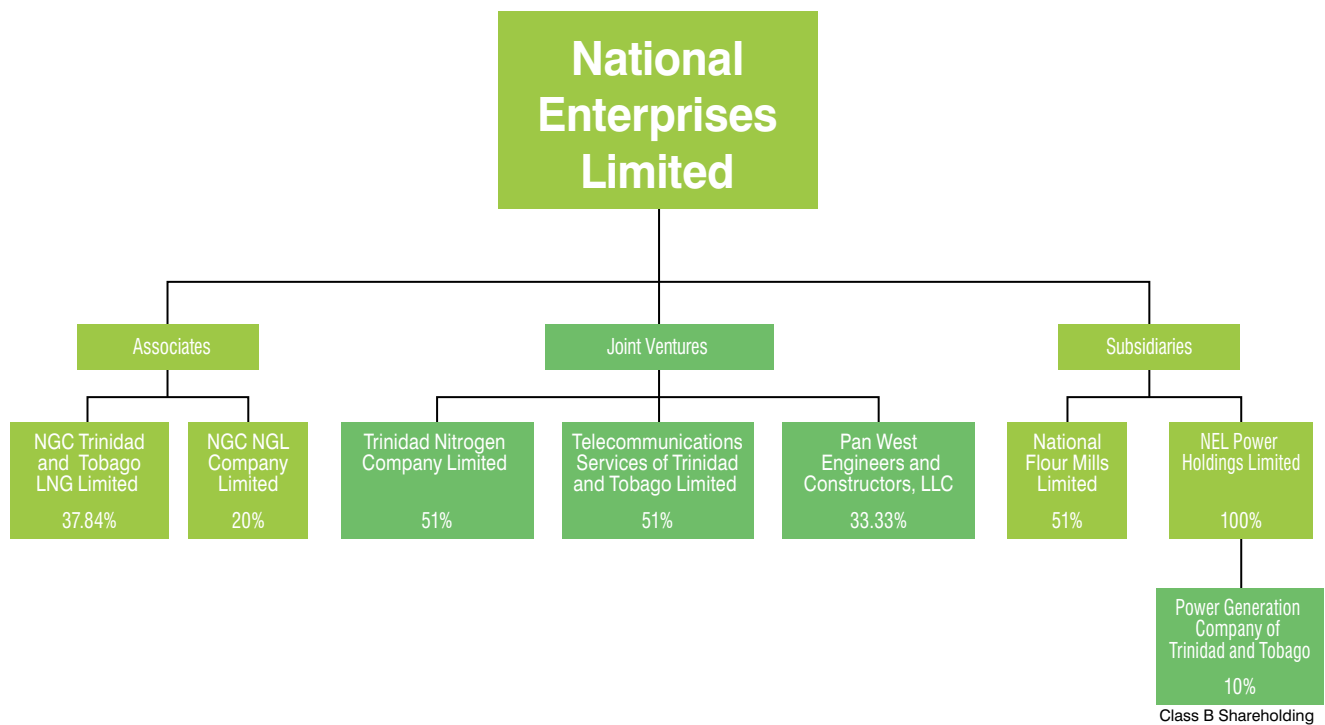 National
Enterprises
Limited
Associates
Joint Ventures
Subsidiaries
NGC Trinidad
and Tobago
LNG Limited
37.84%
NGC NGL
Company
Limited
20%
Trinidad Nitrogen
Company Limited
51%
Telecommunications
Services of Trinidad
and Tobago Limited
51%
Pan West
Engineers and
Constructors, LLC
33.33%
National
Flour Mills
Limited
51%
NEL Power
Holdings Limited
100%
Power Generation
Company of
Trinidad and Tobago
10%
Class B Shareholding